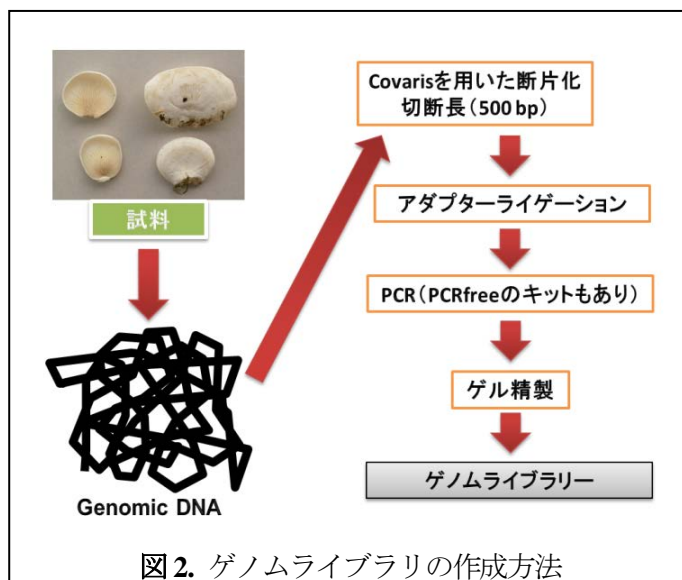 試料
Genomic DNA
Covarisを用いた断片化
切断長(500 bp)
アダプターライゲーション
PCR(PCRfreeのキットもあり)
ゲル精製
ゲノムライブラリー
図2. ゲノムライブラリの作成方法